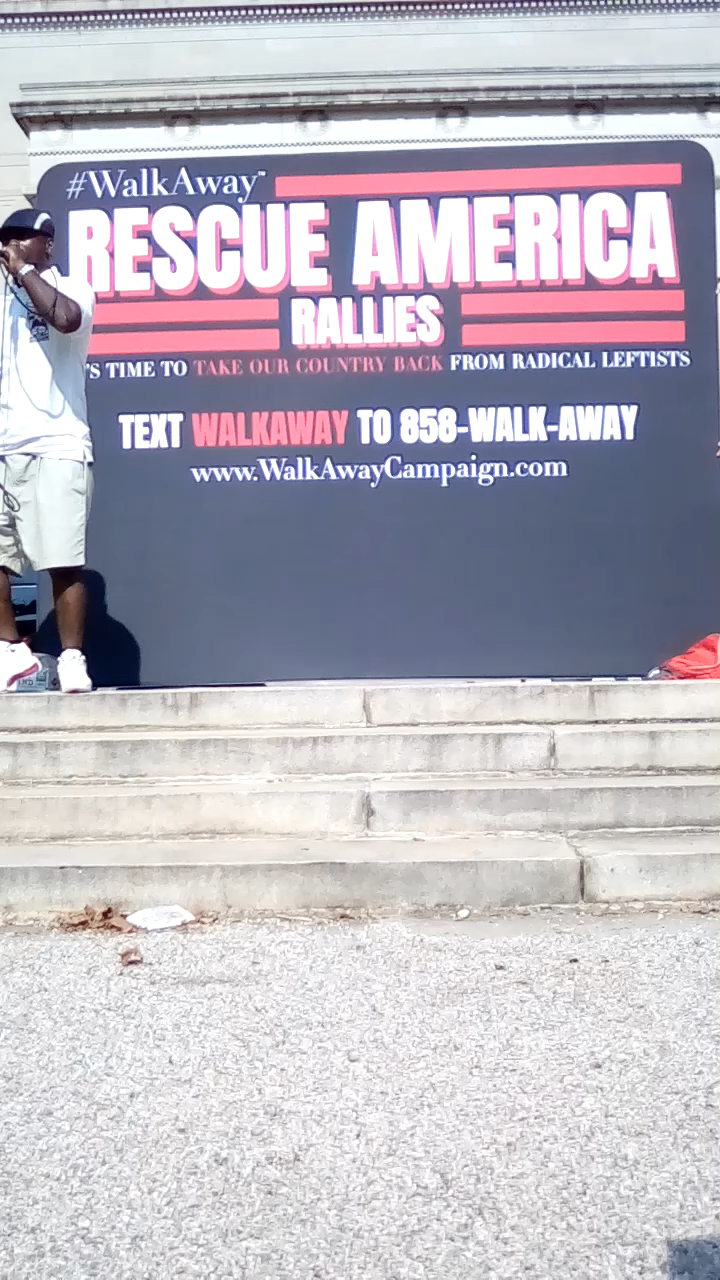 #WalkAway™
RESCUE AMERICA
RALLIES
'S TIME TO TAKE OUR COUNTRY BACK FROM RADICAL LEFTISTS
TEXT WALKAWAY TO 858-WALK-AWAY
www.WalkAwayCampaign.com